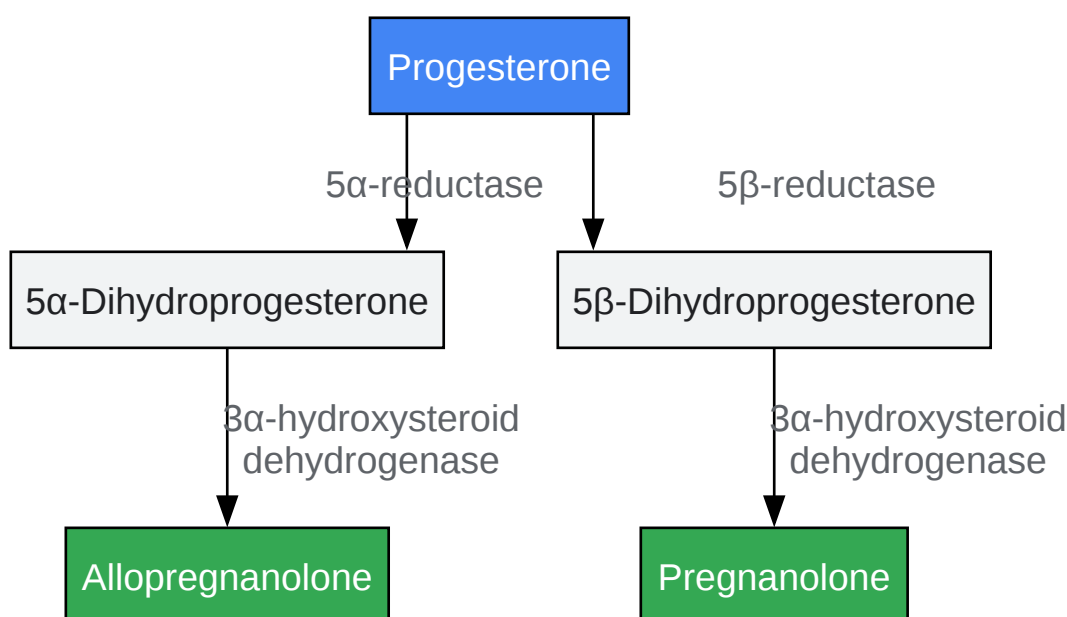 Progesterone
5α-reductase
5β-reductase
5α-Dihydroprogesterone
5β-Dihydroprogesterone
3α-hydroxysteroid
dehydrogenase
3α-hydroxysteroid
dehydrogenase
Allopregnanolone
Pregnanolone